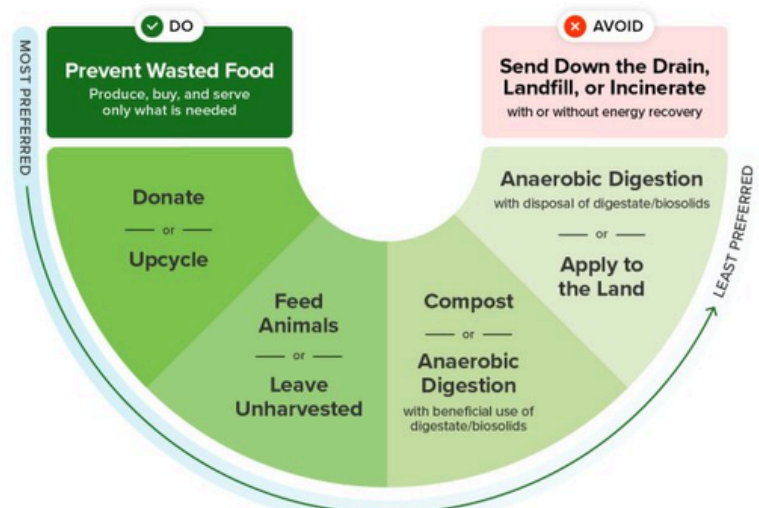 DO
AVOID
MOST PREFERRED
Prevent Wasted Food
Produce, buy, and serve
only what is needed
Send Down the Drain,
Landfill, or Incinerate
with or without energy recovery
Donate
or
Upcycle
Feed
Animals
or
Leave
Unharvested
Compost
or
Anaerobic
Digestion
with beneficial use of
digestate/biosolids
Anaerobic Digestion
with disposal of digestate/biosolids
or
Apply to
the Land
LEAST PREFERRED